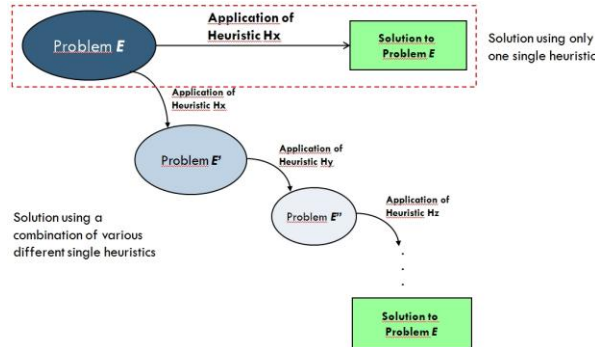 Application of
Heuristic Hx
Problem E
Solution to
Problem E
Solution using only
one single heuristic
Application of
Heuristic Hx
Problem E'
Application of
Heuristic Hy
Problem E''
Application of
Heuristic Hz
Solution using a
combination of various
different single heuristics
.
.
.
Solution to
Problem E